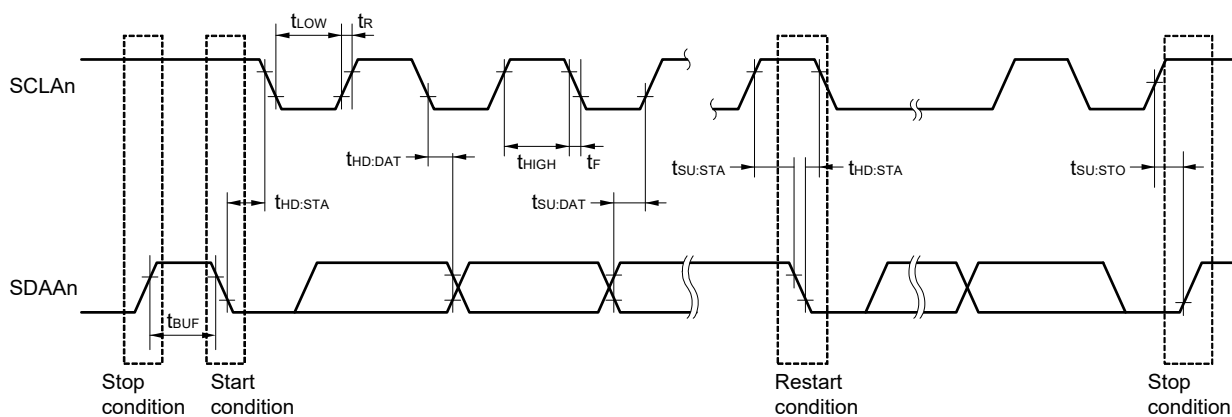 tLOW
tR
SCLAn
tHD:DAT
tHIGH
tF
tSU:STA
tHD:STA
tSU:STO
tHD:STA
tSU:DAT
SDAAn
tBUF
Stop
condition
Start
condition
Restart
condition
Stop
condition